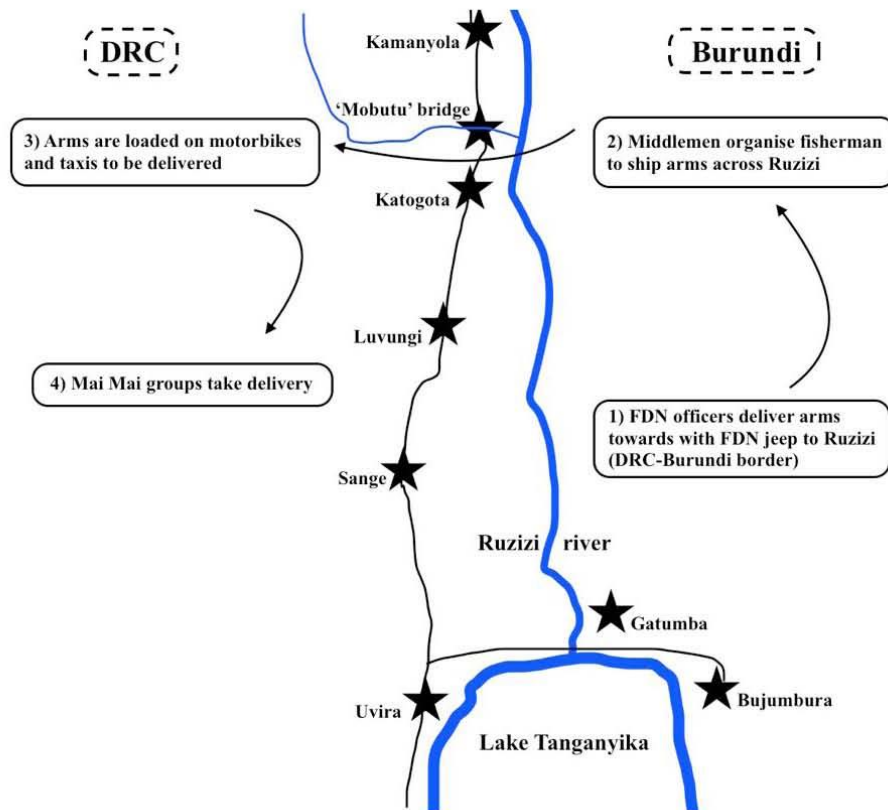 DRC
Burundi
Kamanyola
'Mobutu' bridge
3) Arms are loaded on motorbikes
and taxis to be delivered
2) Middlemen organise fisherman
to ship arms across Ruzizi
Katogota
Luvungi
4) Mai Mai groups take delivery
1) FDN officers deliver arms
towards with FDN jeep to Ruzizi
(DRC-Burundi border)
Sange
Ruzizi river
Gatumba
Uvira
Bujumbura
Lake Tanganyika